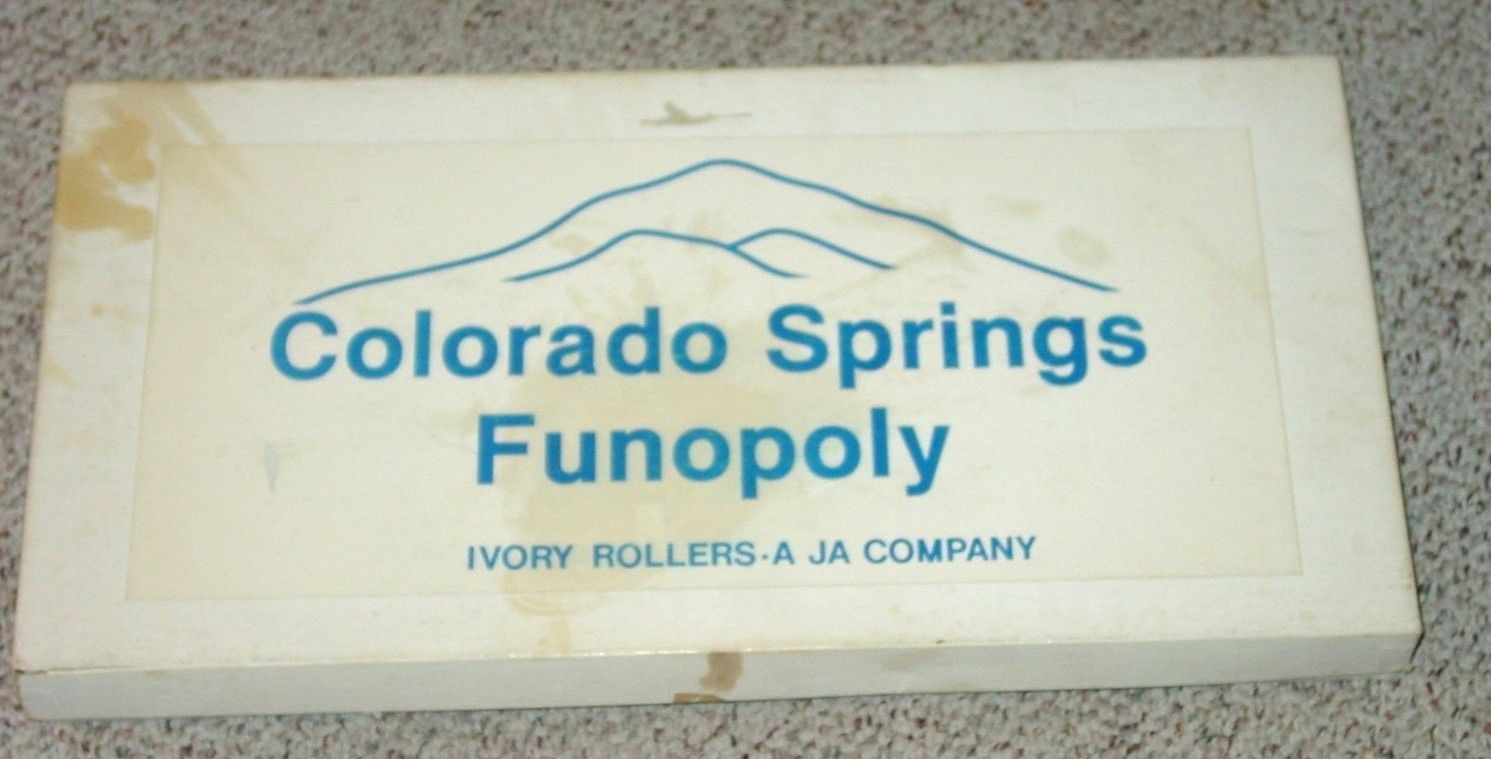 Colorado Springs
Funopoly
IVORY ROLLERS·A JA COMPANY